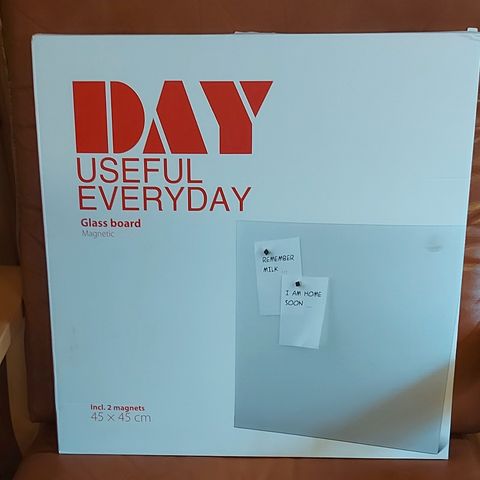 DAY
USEFUL
EVERYDAY
Glass board
Magnetic
REMEMBER
MILK ...
I AM HOME
SOON ...
Incl. 2 magnets
45 × 45 cm